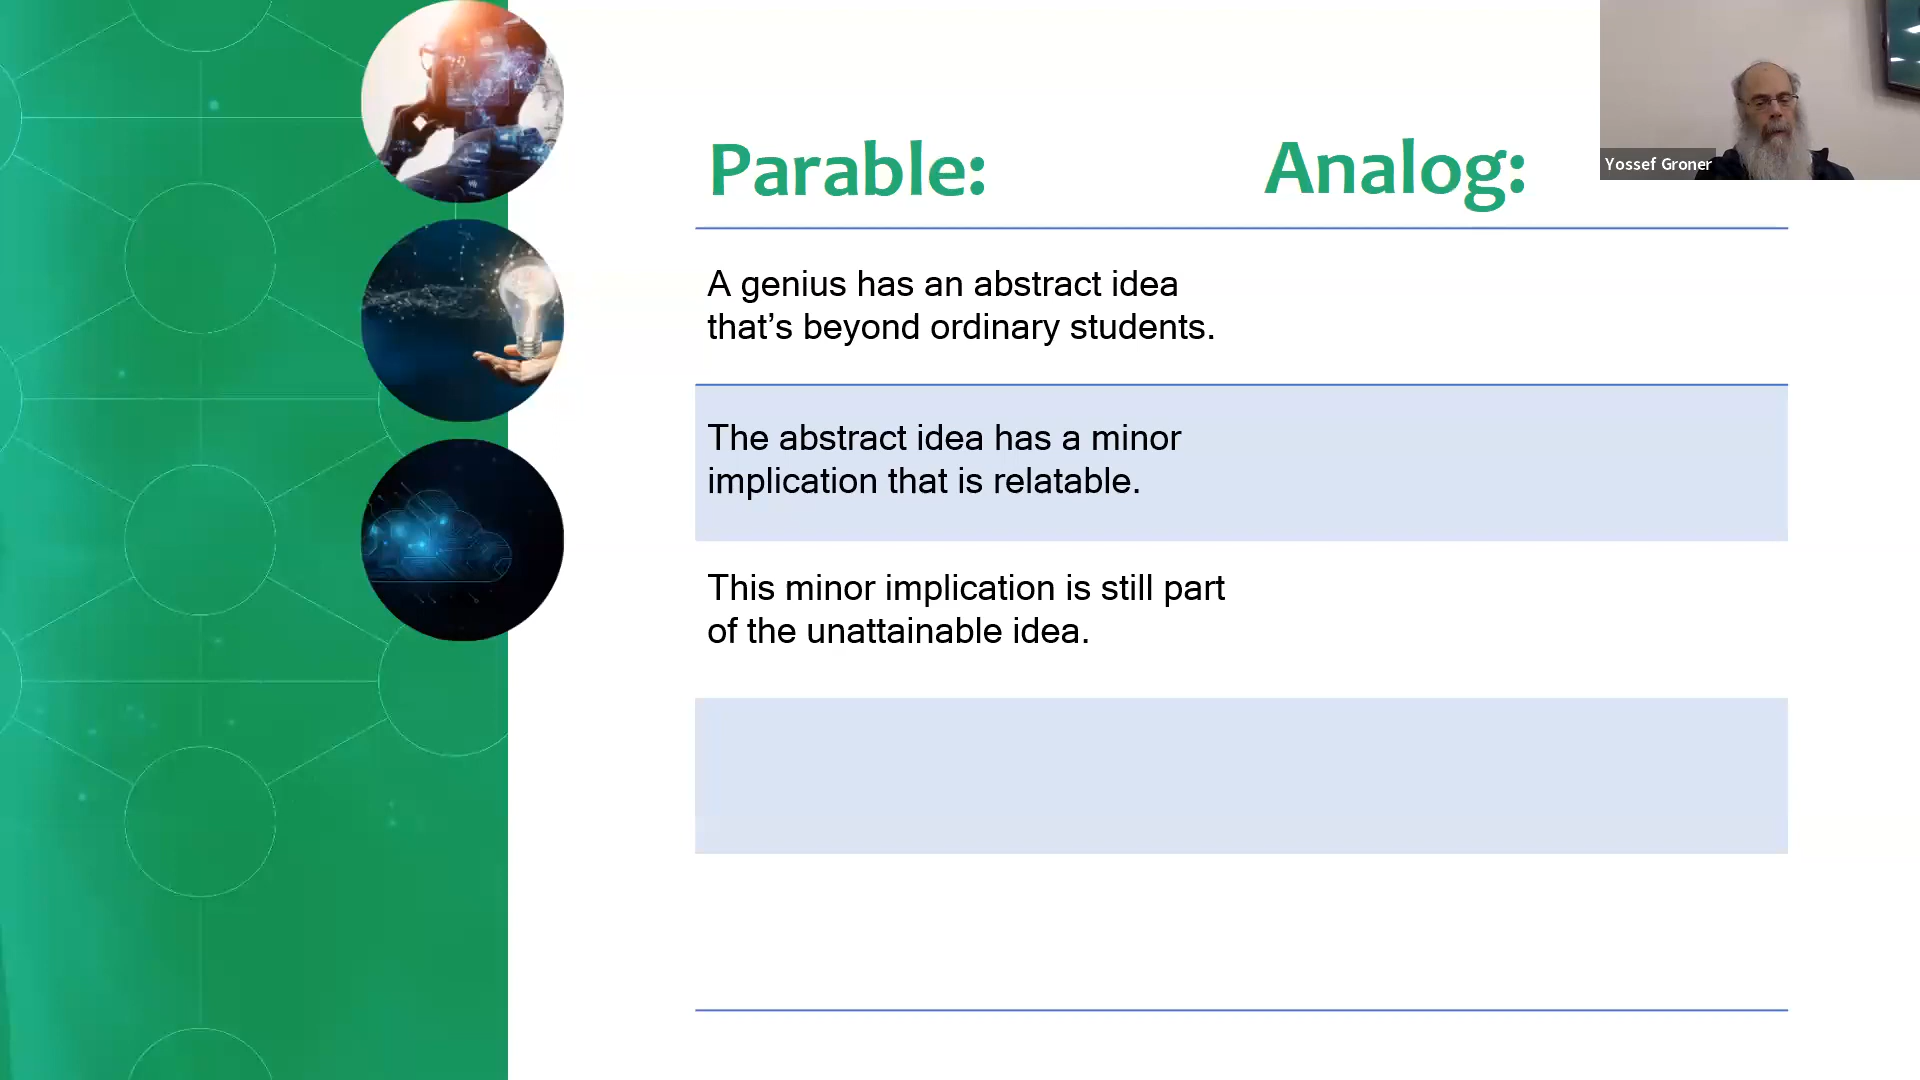 Parable:
Analog:
Yossef Groner
A genius has an abstract idea
that’s beyond ordinary students.
The abstract idea has a minor
implication that is relatable.
This minor implication is still part
of the unattainable idea.